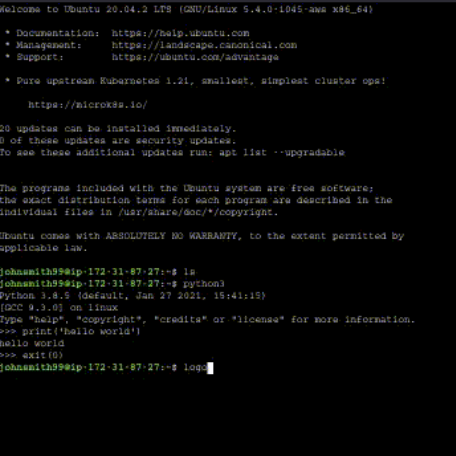 Welcome to Ubuntu 20.04.2 LTS (GNU/Linux 5.4.0-1045-aws x86_64)
* Documentation: https://help.ubuntu.com
* Management: https://landscape.canonical.com
* Support: https://ubuntu.com/advantage
* Pure upstream Kubernetes 1.21, smallest, simplest cluster ops!
https://microk8s.io/
20 updates can be installed immediately.
0 of these updates are security updates.
To see these additional updates run: apt list --upgradable
The programs included with the Ubuntu system are free software;
the exact distribution terms for each program are described in the
individual files in /usr/share/doc/*/copyright.
Ubuntu comes with ABSOLUTELY NO WARRANTY, to the extent permitted by
applicable law.
johnsmith99@ip-172-31-87-27:~$ ls
johnsmith99@ip-172-31-87-27:~$ python3
Python 3.8.5 (default, Jan 27 2021, 15:41:15)
[GCC 9.3.0] on linux
Type "help", "copyright", "credits" or "license" for more information.
>>> print('hello world')
hello world
>>> exit(0)
johnsmith99@ip-172-31-87-27:~$ logo